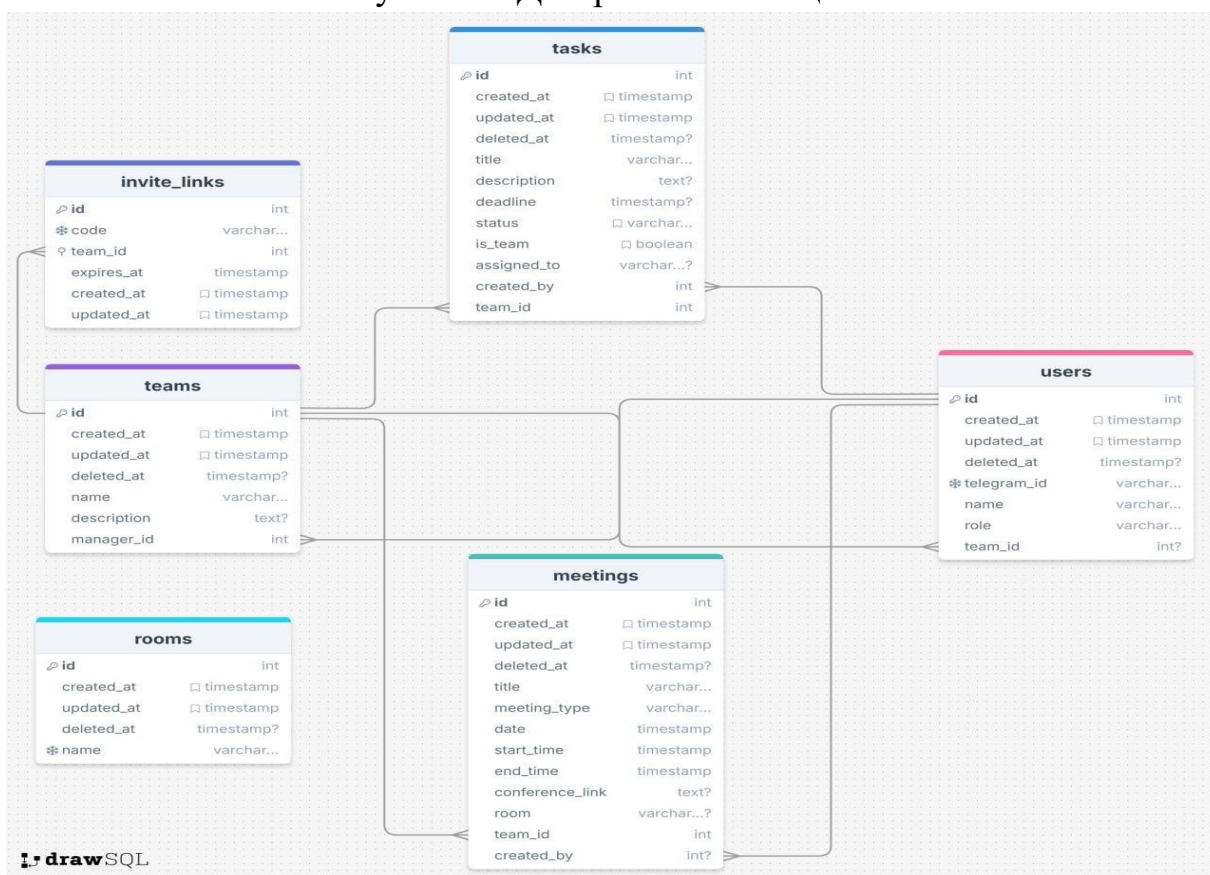 tasks
id int
created_at timestamp
updated_at timestamp
deleted_at timestamp?
title varchar...
description text?
deadline timestamp?
status varchar...
is_team boolean
assigned_to varchar...?
created_by int
team_id int
invite_links
id int
code varchar...
team_id int
expires_at timestamp
created_at timestamp
updated_at timestamp
teams
id int
created_at timestamp
updated_at timestamp
deleted_at timestamp?
name varchar...
description text?
manager_id int
users
id int
created_at timestamp
updated_at timestamp
deleted_at timestamp?
telegram_id varchar...
name varchar...
role varchar...
team_id int?
meetings
id int
created_at timestamp
updated_at timestamp
deleted_at timestamp?
title varchar...
meeting_type varchar...
date timestamp
start_time timestamp
end_time timestamp
conference_link text?
room varchar...?
team_id int
created_by int?
rooms
id int
created_at timestamp
updated_at timestamp
deleted_at timestamp?
name varchar...
drawSQL